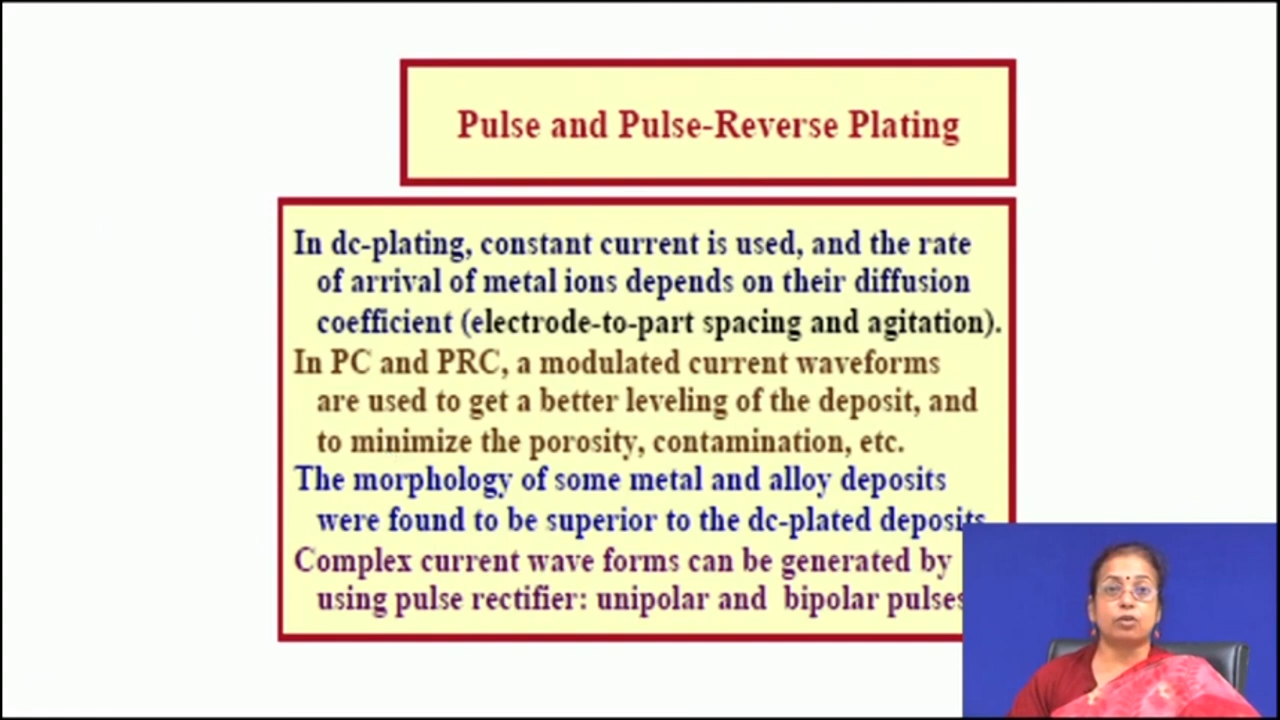 Pulse and Pulse-Reverse Plating
In dc-plating, constant current is used, and the rate
of arrival of metal ions depends on their diffusion
coefficient (electrode-to-part spacing and agitation).
In PC and PRC, a modulated current waveforms
are used to get a better leveling of the deposit, and
to minimize the porosity, contamination, etc.
The morphology of some metal and alloy deposits
were found to be superior to the dc-plated deposits
Complex current wave forms can be generated by
using pulse rectifier: unipolar and bipolar pulses